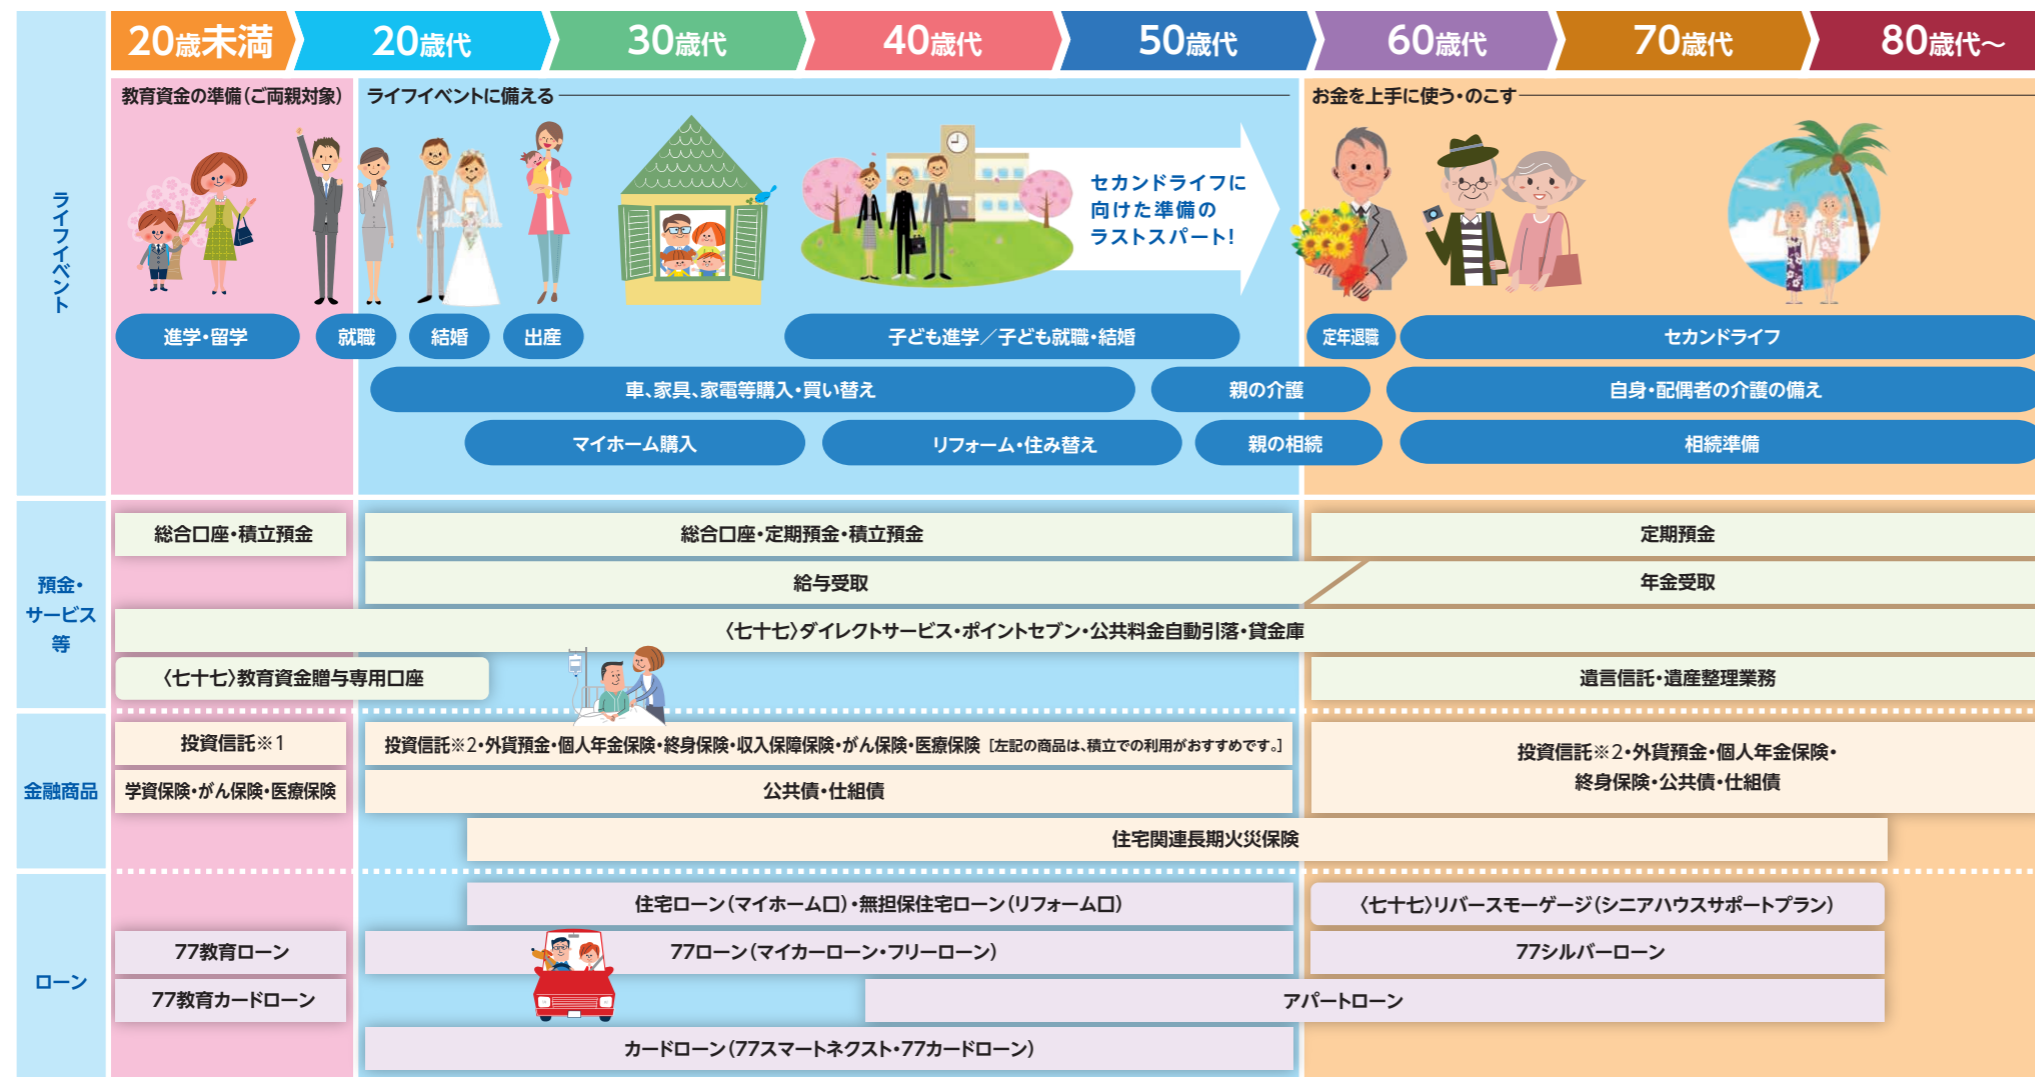 20歳未満
20歳代
30歳代
40歳代
50歳代
60歳代
70歳代
80歳代～
ライフイベント
教育資金の準備（ご両親対象）
ライフイベントに備える
お金を上手に使う・のこす
セカンドライフに
向けた準備の
ラストスパート！
進学・留学
就職
結婚
出産
子ども進学／子ども就職・結婚
定年退職
セカンドライフ
車、家具、家電等購入・買い替え
親の介護
自身・配偶者の介護の備え
マイホーム購入
リフォーム・住み替え
親の相続
相続準備
預金・
サービス
等
総合口座・積立預金
総合口座・定期預金・積立預金
定期預金
給与受取
年金受取
〈七十七〉ダイレクトサービス・ポイントセブン・公共料金自動引落・貸金庫
〈七十七〉教育資金贈与専用口座
遺言信託・遺産整理業務
金融商品
投資信託※1
投資信託※2・外貨預金・個人年金保険・終身保険・収入保障保険・がん保険・医療保険［左記の商品は、積立での利用がおすすめです。］
投資信託※2・外貨預金・個人年金保険・
終身保険・公共債・仕組債
学資保険・がん保険・医療保険
公共債・仕組債
住宅関連長期火災保険
ローン
住宅ローン（マイホーム口）・無担保住宅ローン（リフォーム口）
〈七十七〉リバースモーゲージ（シニアハウスサポートプラン）
77教育ローン
77ローン（マイカーローン・フリーローン）
77シルバーローン
77教育カードローン
アパートローン
カードローン（77スマートネクスト・77カードローン）